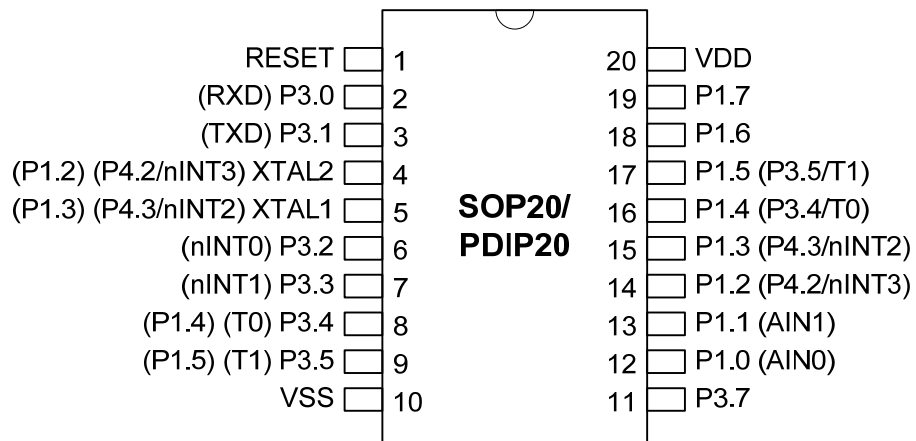 RESET 1 20 VDD
(RXD) P3.0 2 19 P1.7
(TXD) P3.1 3 18 P1.6
(P1.2) (P4.2/nINT3) XTAL2 4 17 P1.5 (P3.5/T1)
(P1.3) (P4.3/nINT2) XTAL1 5 SOP20/ 16 P1.4 (P3.4/T0)
(nINT0) P3.2 6 PDIP20 15 P1.3 (P4.3/nINT2)
(nINT1) P3.3 7 14 P1.2 (P4.2/nINT3)
(P1.4) (T0) P3.4 8 13 P1.1 (AIN1)
(P1.5) (T1) P3.5 9 12 P1.0 (AIN0)
VSS 10 11 P3.7